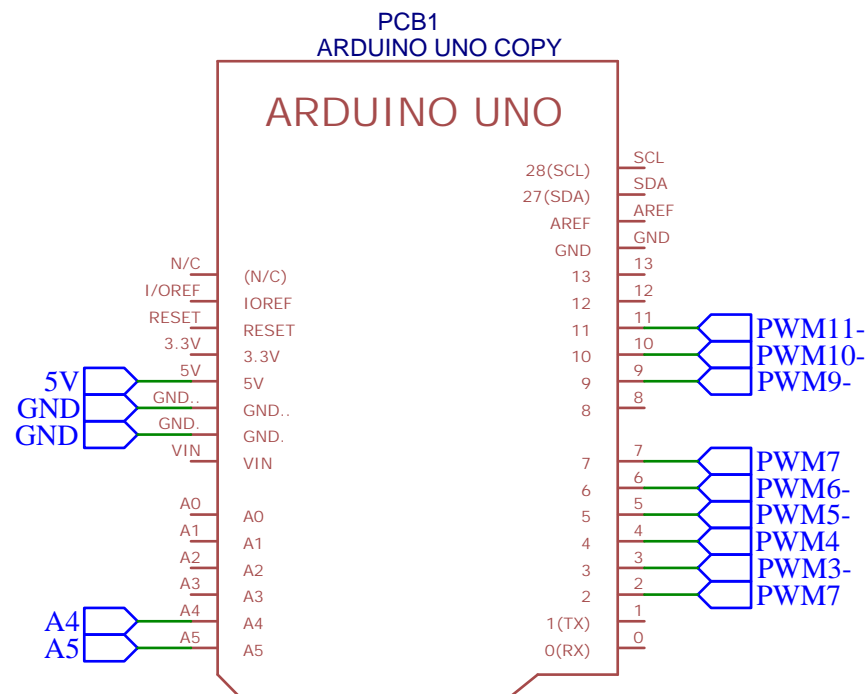 PCB1
ARDUINO UNO COPY
ARDUINO UNO
SCL
28(SCL)
SDA
27(SDA)
AREF
AREF
GND
GND
N/C
(N/C)
13
13
I/OREF
IOREF
12
12
RESET
RESET
11
11
PWM11-
3.3V
3.3V
10
10
PWM10-
5V
5V
5V
9
9
PWM9-
GND
GND..
GND..
8
8
GND
GND.
GND.
VIN
VIN
7
7
PWM7
6
6
PWM6-
A0
A0
5
5
PWM5-
A1
A1
4
4
PWM4
A2
A2
3
3
PWM3-
A3
A3
2
2
PWM7
A4
A4
A4
1(TX)
1
A5
A5
A5
0(RX)
0